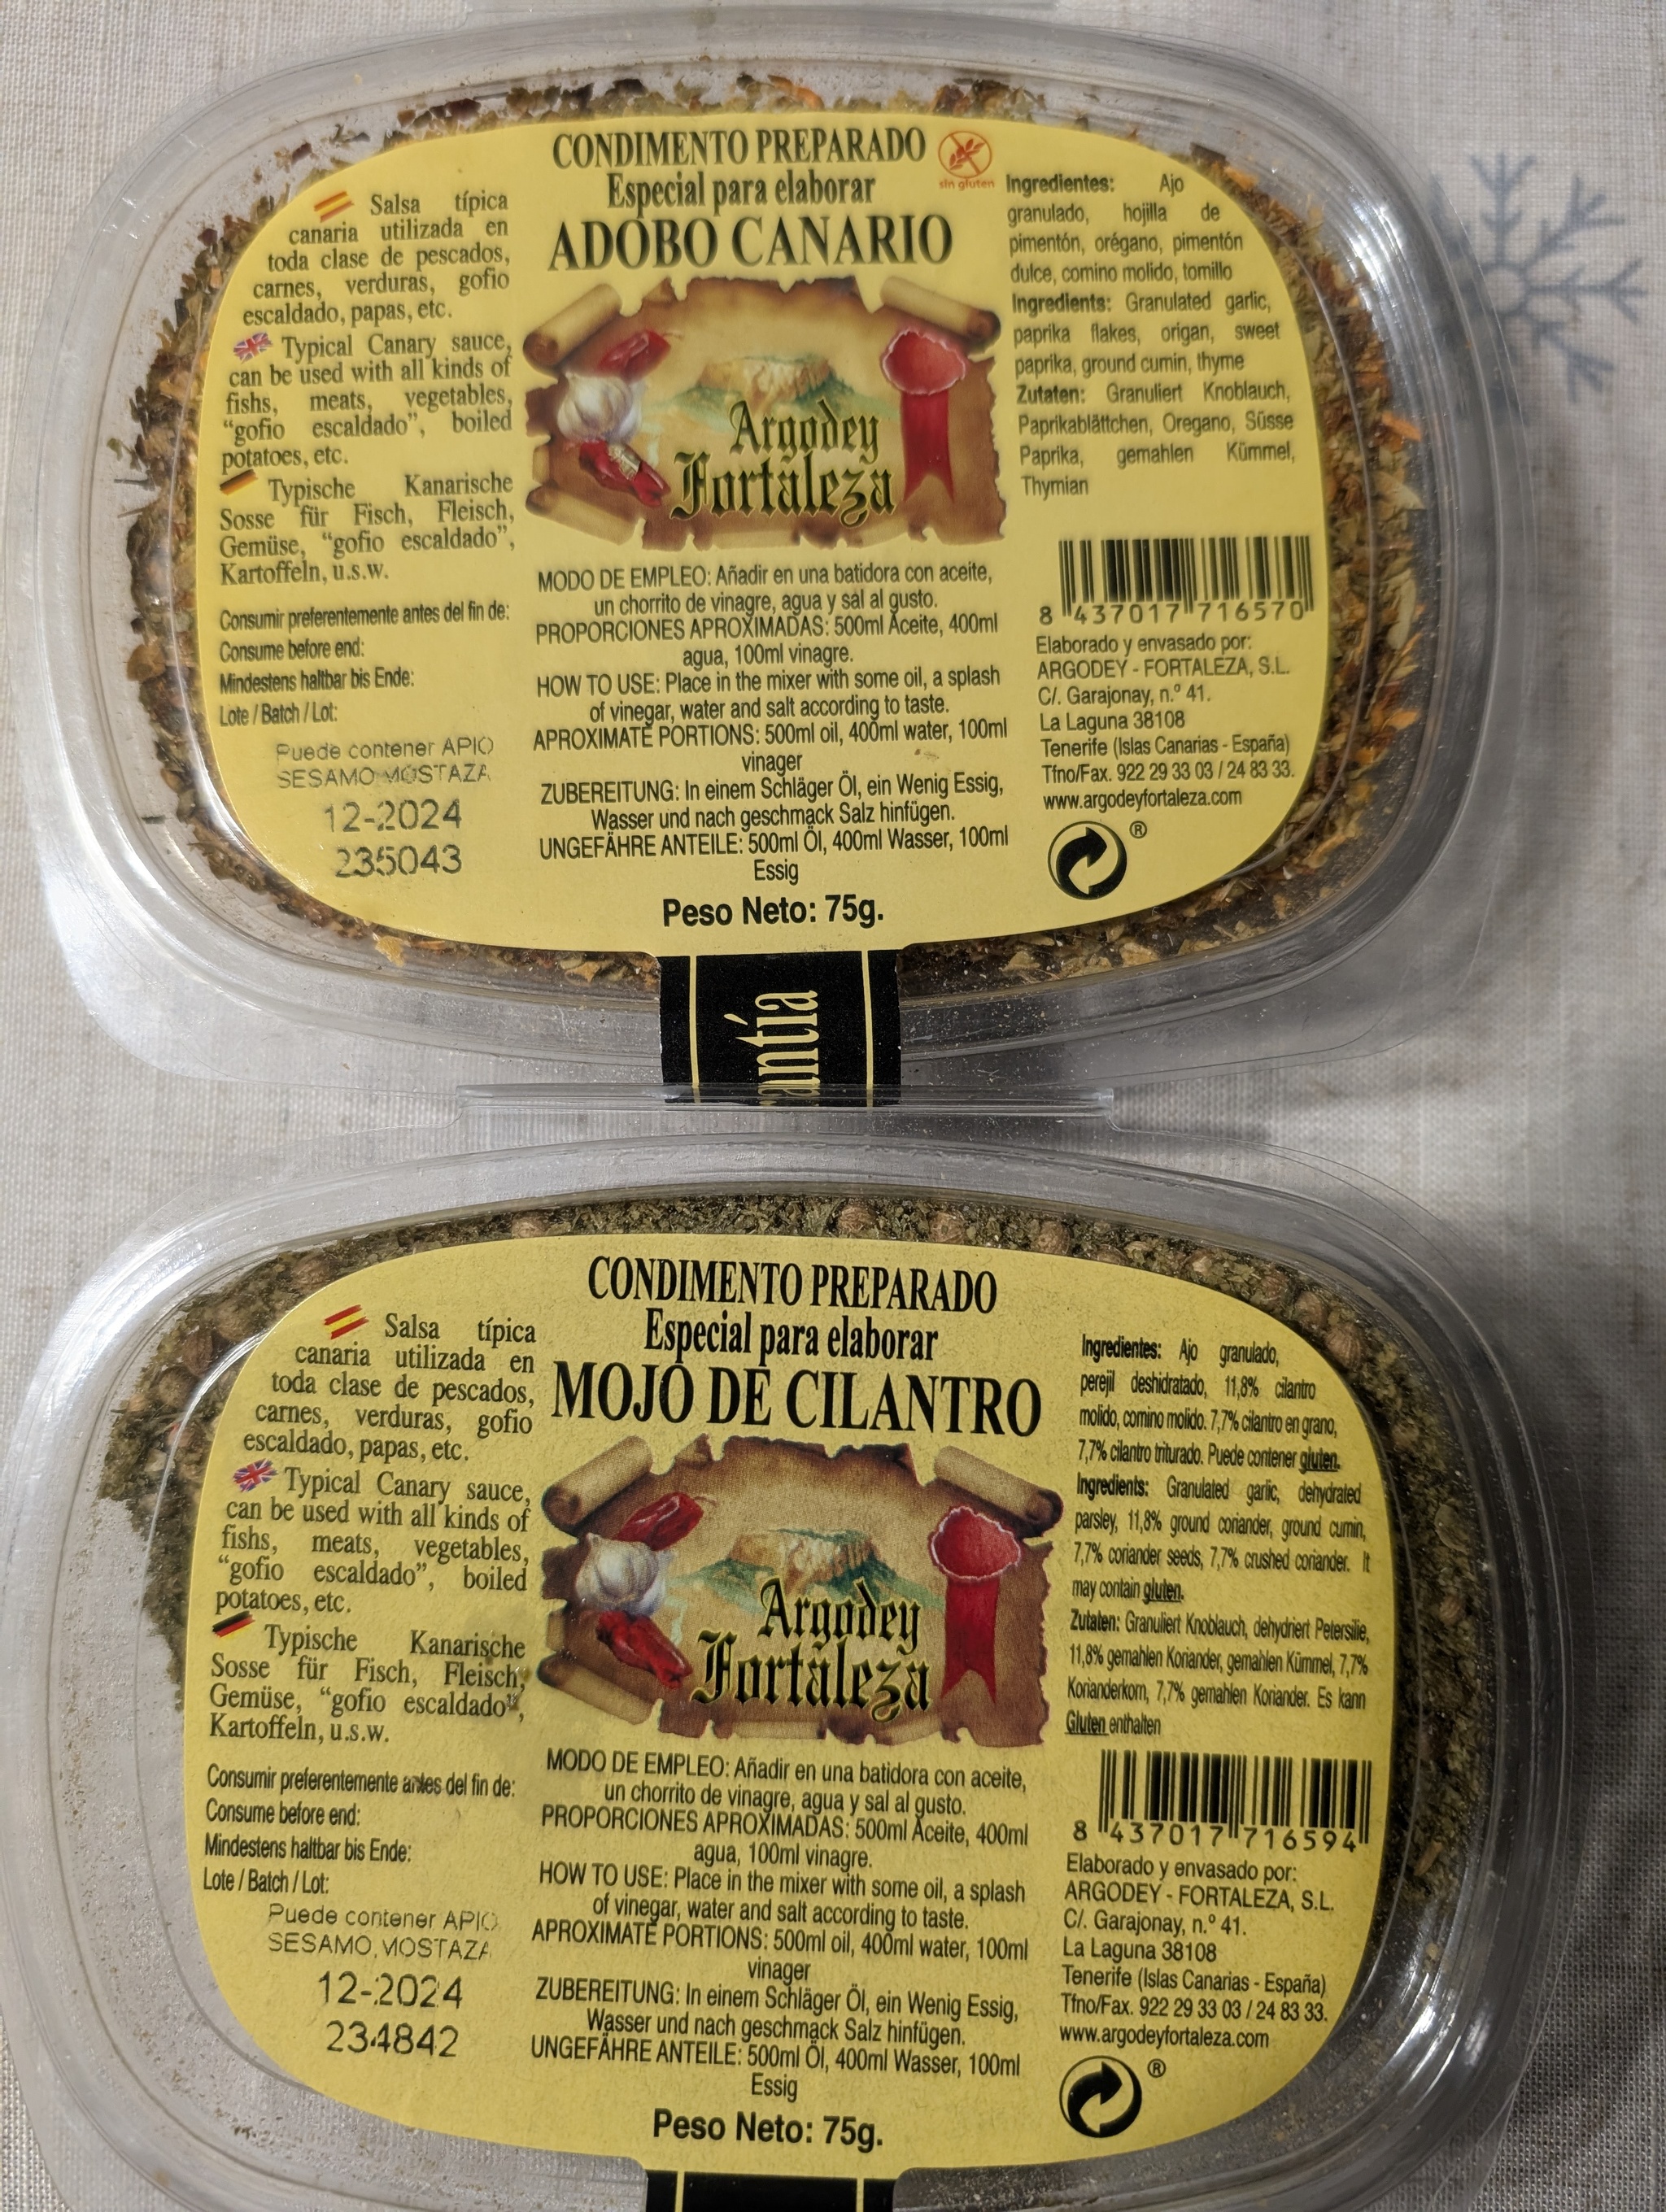 CONDIMENTO PREPARADO
Especial para elaborar
ADOBO CANARIO
sin gluten
Salsa típica
canaria utilizada en
toda clase de pescados,
carnes, verduras, gofio
escaldado, papas, etc.
Typical Canary sauce,
can be used with all kinds of
fishs, meats, vegetables,
"gofio escaldado", boiled
potatoes, etc.
Typische Kanarische
Sosse für Fisch, Fleisch,
Gemüse, "gofio escaldado",
Kartoffeln, u.s.w.
Consumir preferentemente antes del fin de:
Consume before end:
Mindestens haltbar bis Ende:
Lote / Batch / Lot:
Puede contener APIO
SESAMO MOSTAZA
12-2024
235043
Argodey
Fortaleza
MODO DE EMPLEO: Añadir en una batidora con aceite,
un chorrito de vinagre, agua y sal al gusto.
PROPORCIONES APROXIMADAS: 500ml Aceite, 400ml
agua, 100ml vinagre.
HOW TO USE: Place in the mixer with some oil, a splash
of vinegar, water and salt according to taste.
APROXIMATE PORTIONS: 500ml oil, 400ml water, 100ml
vinager
ZUBEREITUNG: In einem Schläger Öl, ein Wenig Essig,
Wasser und nach geschmack Salz hinfügen.
UNGEFÄHRE ANTEILE: 500ml Öl, 400ml Wasser, 100ml
Essig
Peso Neto: 75g.
Ingredientes: Ajo
granulado, hojilla de
pimentón, orégano, pimentón
dulce, comino molido, tomillo
Ingredients: Granulated garlic,
paprika flakes, origan, sweet
paprika, ground cumin, thyme
Zutaten: Granuliert Knoblauch,
Paprikablättchen, Oregano, Süsse
Paprika, gemahlen Kümmel,
Thymian
8 437017 716570
Elaborado y envasado por:
ARGODEY - FORTALEZA, S.L.
C/. Garajonay, n.º 41.
La Laguna 38108
Tenerife (Islas Canarias - España)
Tfno/Fax. 922 29 33 03 / 24 83 33.
www.argodeyfortaleza.com
®
antía
CONDIMENTO PREPARADO
Especial para elaborar
MOJO DE CILANTRO
Salsa típica
canaria utilizada en
toda clase de pescados,
carnes, verduras, gofio
escaldado, papas, etc.
Typical Canary sauce,
can be used with all kinds of
fishs, meats, vegetables,
"gofio escaldado", boiled
potatoes, etc.
Typische Kanarische
Sosse für Fisch, Fleisch,
Gemüse, "gofio escaldado",
Kartoffeln, u.s.w.
Consumir preferentemente antes del fin de:
Consume before end:
Mindestens haltbar bis Ende:
Lote / Batch / Lot:
Puede contener APIO
SESAMO, MOSTAZA
12-2024
234842
Argodey
Fortaleza
MODO DE EMPLEO: Añadir en una batidora con aceite,
un chorrito de vinagre, agua y sal al gusto.
PROPORCIONES APROXIMADAS: 500ml Aceite, 400ml
agua, 100ml vinagre.
HOW TO USE: Place in the mixer with some oil, a splash
of vinegar, water and salt according to taste.
APROXIMATE PORTIONS: 500ml oil, 400ml water, 100ml
vinager
ZUBEREITUNG: In einem Schläger Öl, ein Wenig Essig,
Wasser und nach geschmack Salz hinfügen.
UNGEFÄHRE ANTEILE: 500ml Öl, 400ml Wasser, 100ml
Essig
Peso Neto: 75g.
Ingredientes: Ajo granulado,
perejil deshidratado, 11,8% cilantro
molido, comino molido. 7,7% cilantro en grano,
7,7% cilantro triturado. Puede contener gluten.
Ingredients: Granulated garlic, dehydrated
parsley, 11,8% ground coriander, ground cumin,
7,7% coriander seeds, 7,7% crushed coriander. It
may contain gluten.
Zutaten: Granuliert Knoblauch, dehydriert Petersilie,
11,8% gemahlen Koriander, gemahlen Kümmel, 7,7%
Korianderkorn, 7,7% gemahlen Koriander. Es kann
Gluten enthalten
8 437017 716594
Elaborado y envasado por:
ARGODEY - FORTALEZA, S.L.
C/. Garajonay, n.º 41.
La Laguna 38108
Tenerife (Islas Canarias - España)
Tfno/Fax. 922 29 33 03 / 24 83 33.
www.argodeyfortaleza.com
®